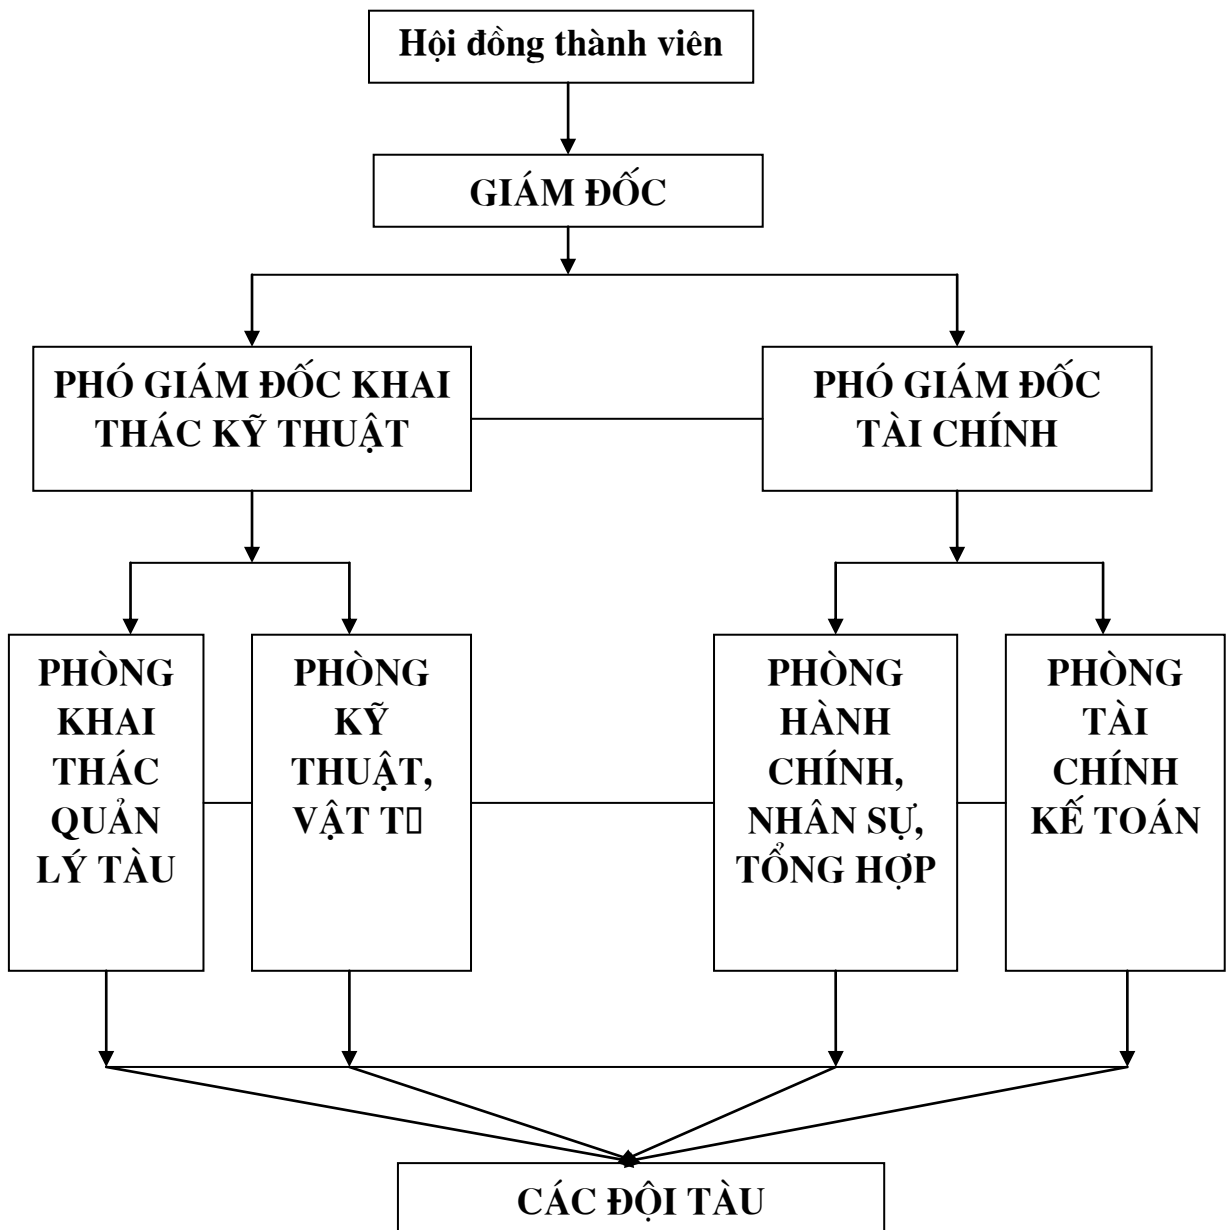 Hội đồng thành viên
GIÁM ĐỐC
PHÓ GIÁM ĐỐC KHAI
THÁC KỸ THUẬT
PHÓ GIÁM ĐỐC
TÀI CHÍNH
PHÒNG
KHAI
THÁC
QUẢN
LÝ TÀU
PHÒNG
KỸ
THUẬT,
VẬT T▯
PHÒNG
HÀNH
CHÍNH,
NHÂN SỰ,
TỔNG HỢP
PHÒNG
TÀI
CHÍNH
KẾ TOÁN
CÁC ĐỘI TÀU